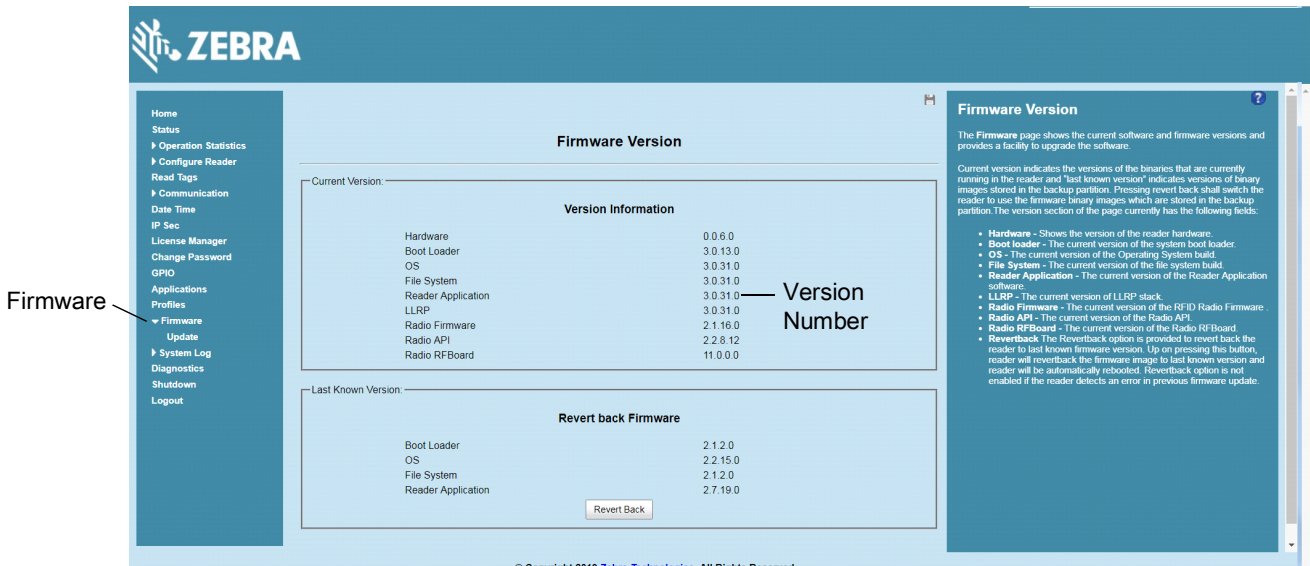 ZEBRA
Home
Status
Operation Statistics
Configure Reader
Read Tags
Communication
Date Time
IP Sec
License Manager
Change Password
GPIO
Applications
Profiles
Firmware
Update
System Log
Diagnostics
Shutdown
Logout
Firmware
Firmware Version
Current Version:
Version Information
Hardware 0.0.6.0
Boot Loader 3.0.13.0
OS 3.0.31.0
File System 3.0.31.0
Reader Application 3.0.31.0
LLRP 3.0.31.0
Radio Firmware 2.1.16.0
Radio API 2.2.8.12
Radio RFBoard 11.0.0.0
Version
Number
Last Known Version:
Revert back Firmware
Boot Loader 2.1.2.0
OS 2.2.15.0
File System 2.1.2.0
Reader Application 2.7.19.0
Revert Back
?
Firmware Version
The Firmware page shows the current software and firmware versions and
provides a facility to upgrade the software.
Current version indicates the versions of the binaries that are currently
running in the reader and "last known version" indicates versions of binary
images stored in the backup partition. Pressing revert back shall switch the
reader to use the firmware binary images which are stored in the backup
partition.The version section of the page currently has the following fields:
• Hardware - Shows the version of the reader hardware.
• Boot loader - The current version of the system boot loader.
• OS - The current version of the Operating System build.
• File System - The current version of the file system build.
• Reader Application - The current version of the Reader Application
software.
• LLRP - The current version of LLRP stack.
• Radio Firmware - The current version of the RFID Radio Firmware .
• Radio API - The current version of the Radio API.
• Radio RFBoard - The current version of the Radio RFBoard.
• Revertback The Revertback option is provided to revert back the
reader to last known firmware version. Up on pressing this button,
reader will revertback the firmware image to last known version and
reader will be automatically rebooted. Revertback option is not
enabled if the reader detects an error in previous firmware update.